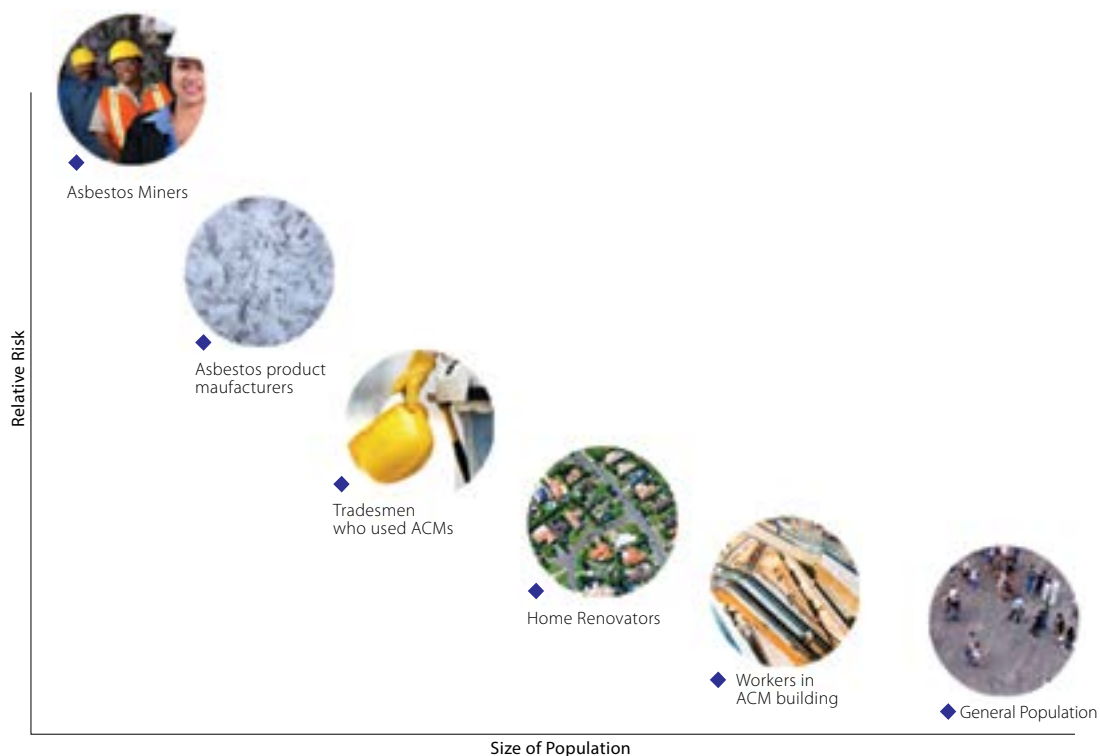 Asbestos Miners
Asbestos product
maufacturers
Relative Risk
Tradesmen
who used ACMs
Home Renovators
Workers in
ACM building
General Population
Size of Population